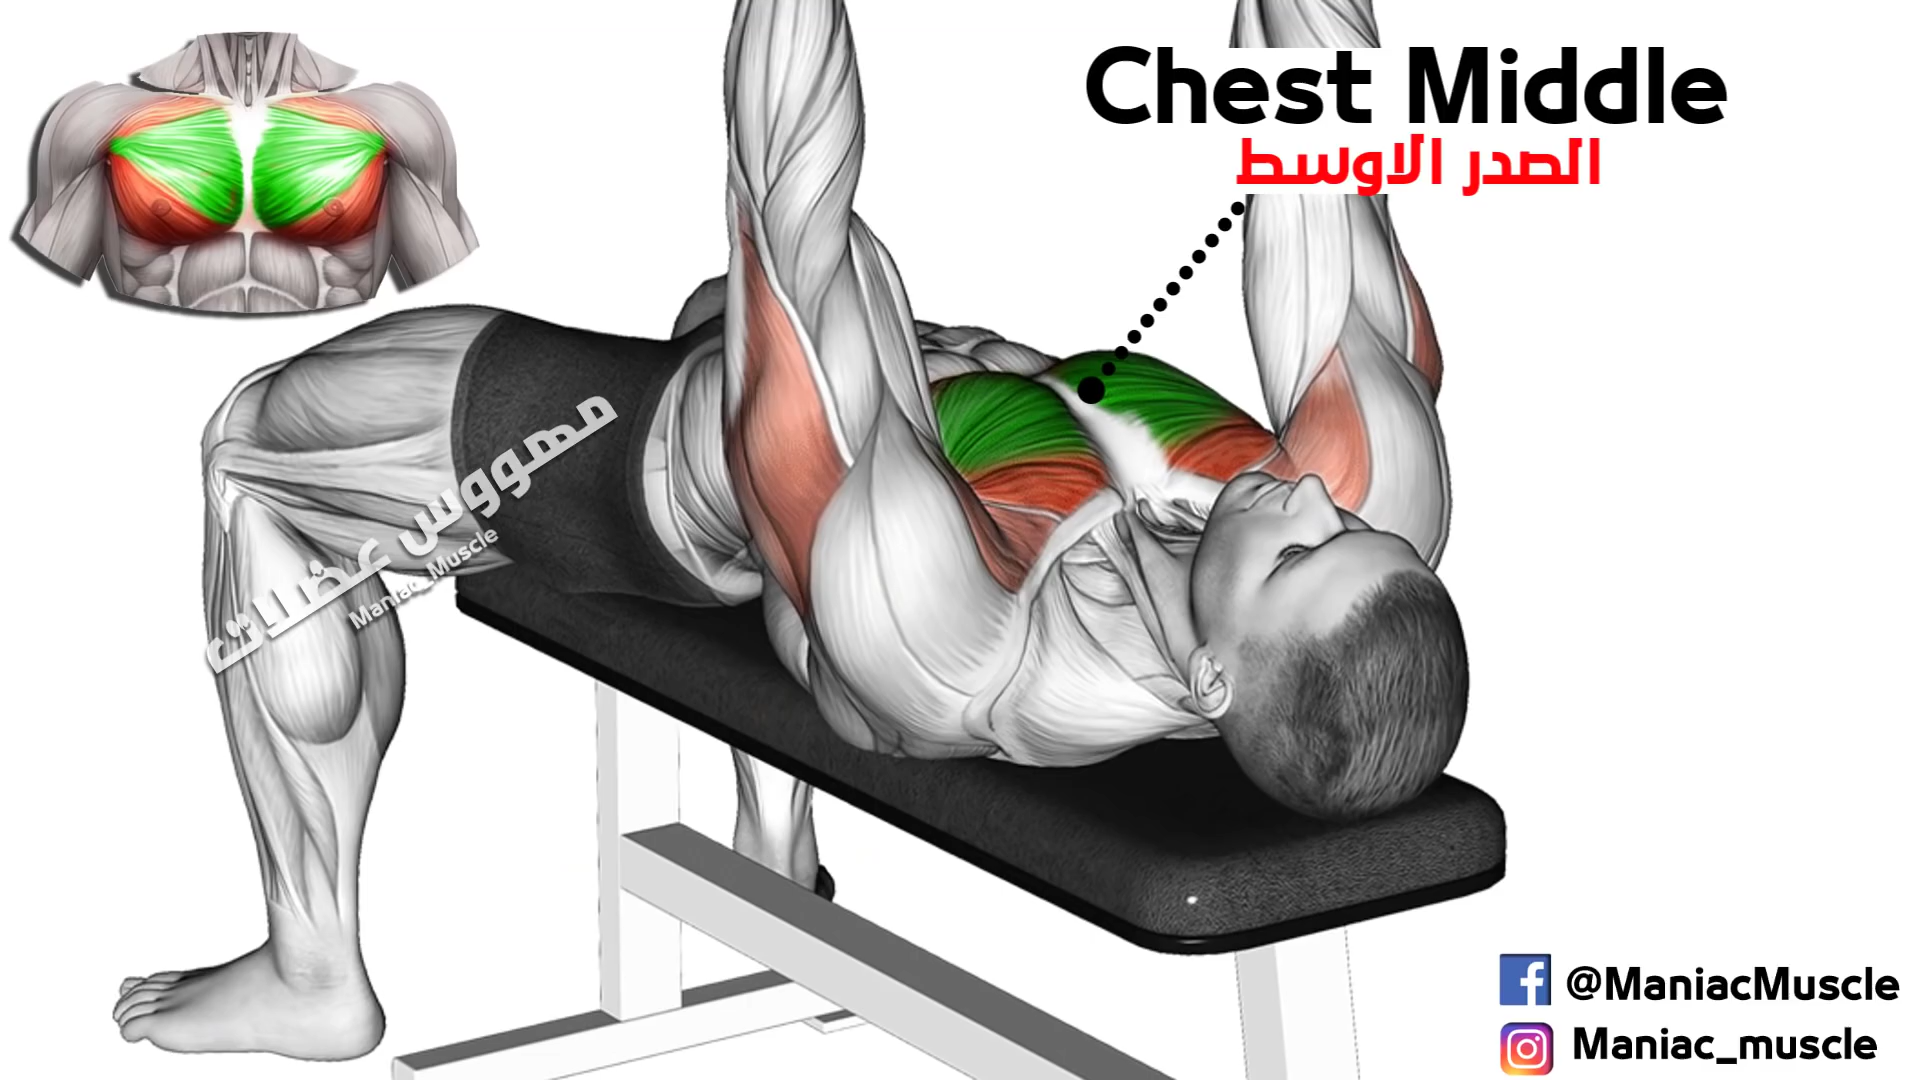 Chest Middle
الصدر الاوسط
مهووس عضلات
Maniac_Muscle
@ManiacMuscle
Maniac_muscle